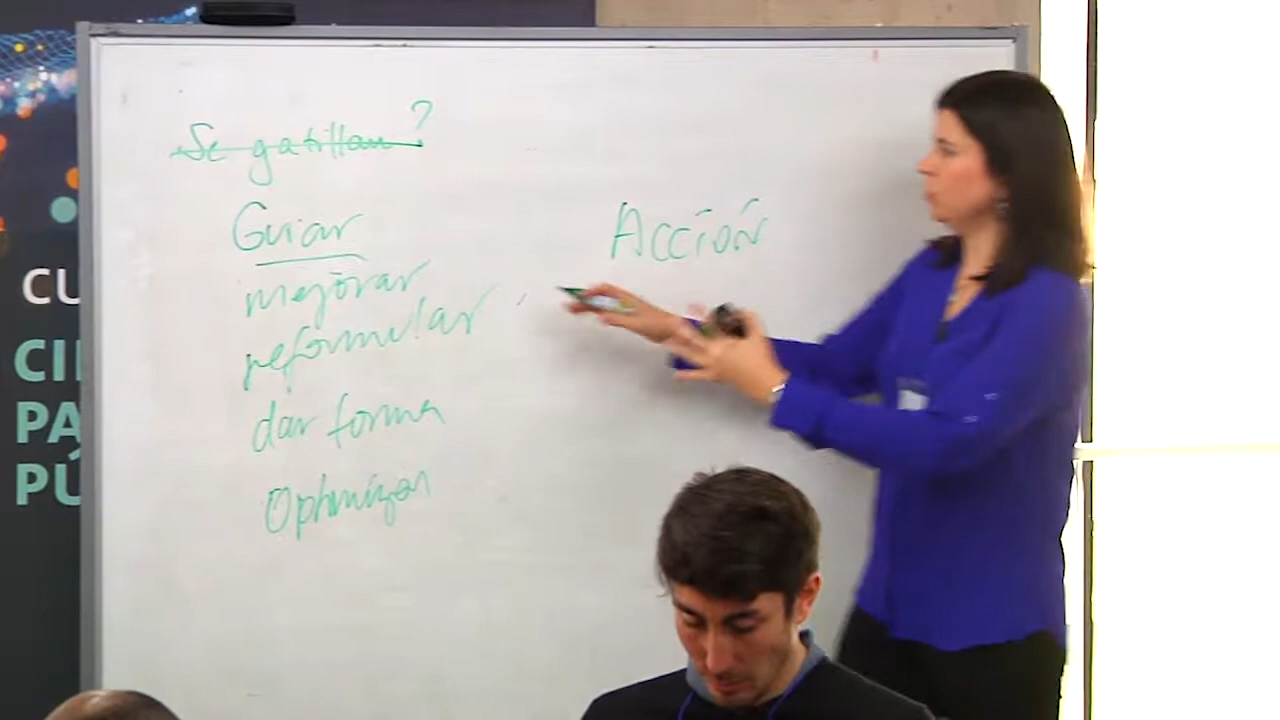 Se gatillan?
Guiar
mejorar
reformular
dar forma
Optimizar
ACCIÓN
CU
CI
PA
PÚ